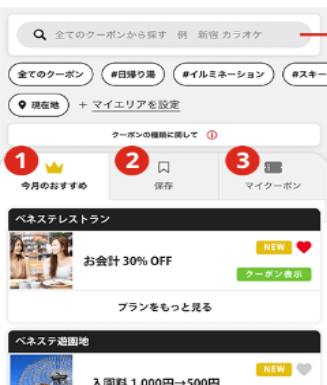 全てのクーポンから探す 例 新宿 カラオケ
全てのクーポン #日帰り湯 #イルミネーション #スキー
現在地 + マイエリアを設定
クーポンの種類に関して
1 2 3
今月のおすすめ 保存 マイクーポン
ベネステレストラン
NEW
お会計 30% OFF
クーポン表示
プランをもっと見る
ベネステ遊園地
NEW
入園料 1,000円→500円